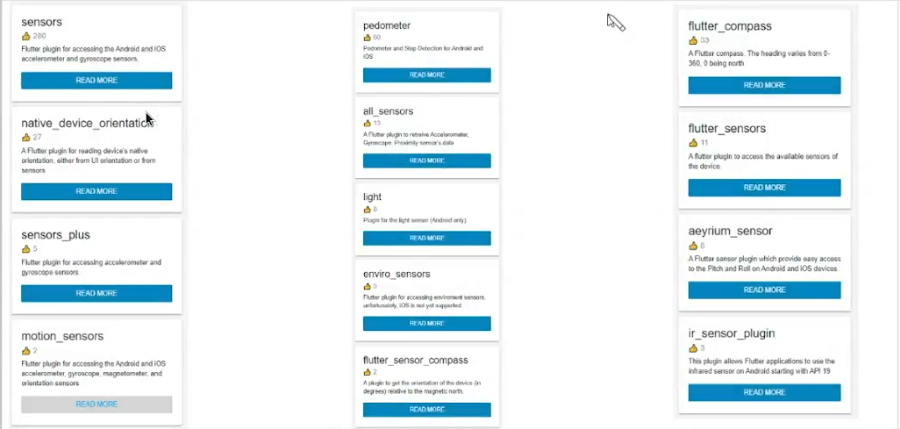 sensors
280
Flutter plugin for accessing the Android and iOS
accelerometer and gyroscope sensors.
READ MORE
native_device_orientation
27
A Flutter plugin for reading device's native
orientation, either from UI orientation or from
sensors
READ MORE
sensors_plus
5
Flutter plugin for accessing accelerometer and
gyroscope sensors.
READ MORE
motion_sensors
2
Flutter plugin for accessing the Android and iOS
accelerometer, gyroscope, magnetometer, and
orientation sensors
READ MORE
pedometer
60
Pedometer and Step Detection for Android and
iOS
READ MORE
all_sensors
13
A Flutter plugin to retreive Accelerometer,
Gyroscope, Proximity sensor's data
READ MORE
light
8
Plugin for the light sensor (Android only)
READ MORE
enviro_sensors
Flutter plugin for accessing enviroment sensors,
unfortunately, iOS is not yet supported
READ MORE
flutter_sensor_compass
2
A plugin to get the orientation of the device (in
degrees) relative to the magnetic north.
READ MORE
flutter_compass
33
A Flutter compass. The heading varies from 0-
360, 0 being north
READ MORE
flutter_sensors
11
A flutter plugin to access the available sensors of
the device.
READ MORE
aeyrium_sensor
8
A Flutter sensor plugin which provide easy access
to the Pitch and Roll on Android and iOS devices
READ MORE
ir_sensor_plugin
3
This plugin allows Flutter applications to use the
infrared sensor on Android starting with API 19
READ MORE